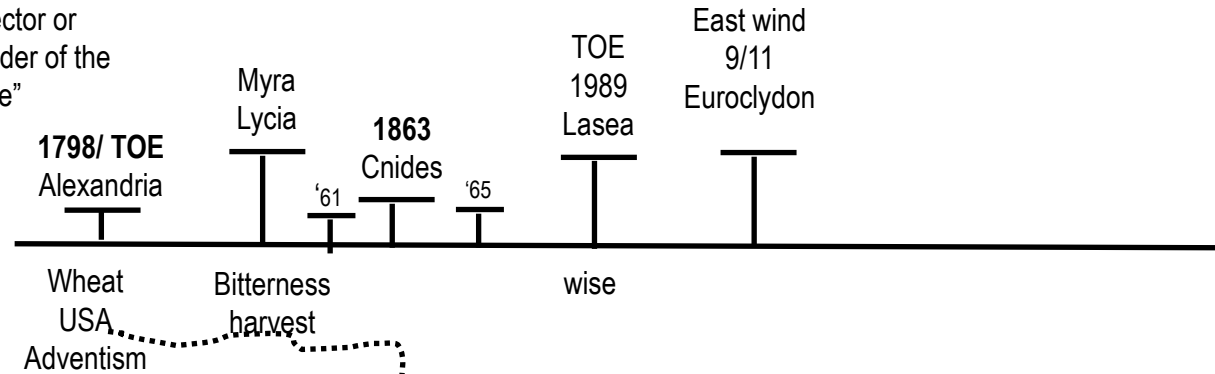 ector or
der of the
e”
1798/ TOE
Alexandria
Myra
Lycia
‘61
1863
Cnides
‘65
TOE
1989
Lasea
East wind
9/11
Euroclydon
Wheat
USA
Adventism
Bitterness
harvest
wise